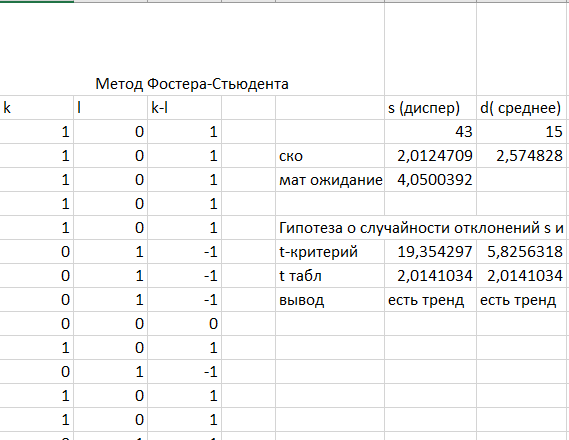 Метод Фостера-Стьюдента
k l k-l s (диспер) d( среднее)
1 0 1 43 15
1 0 1 ско 2,0124709 2,574828
1 0 1 мат ожидание 4,0500392
1 0 1
1 0 1 Гипотеза о случайности отклонений s и
0 1 -1 t-критерий 19,354297 5,8256318
0 1 -1 t табл 2,0141034 2,0141034
0 1 -1 вывод есть тренд есть тренд
0 0 0
1 0 1
0 1 -1
1 0 1
1 0 1